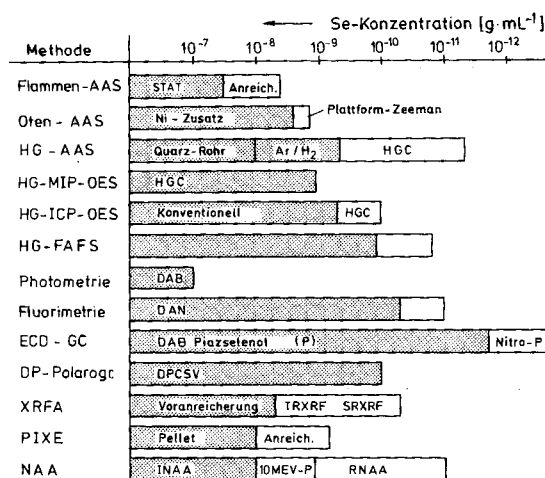 Se-Konzentration [g·mL⁻¹]
Methode 10⁻⁷ 10⁻⁸ 10⁻⁹ 10⁻¹⁰ 10⁻¹¹ 10⁻¹²
Flammen-AAS STAT. Anreich.
Plattform-Zeeman
Oten - AAS Ni - Zusatz
HG - AAS Quarz-Rohr Ar/H₂ HGC
HG-MIP-OES HGC
HG-ICP-OES Konventionell HGC
HG-FAFS
Photometrie DAB
Fluorimetrie DAN
ECD - GC DAB Piazselenol (P) Nitro-P
DP-Polarogr DPCSV
XRFA Voranreicherung TRXRF SRXRF
PIXE Pellet Anreich.
NAA INAA 10MEV-P RNAA